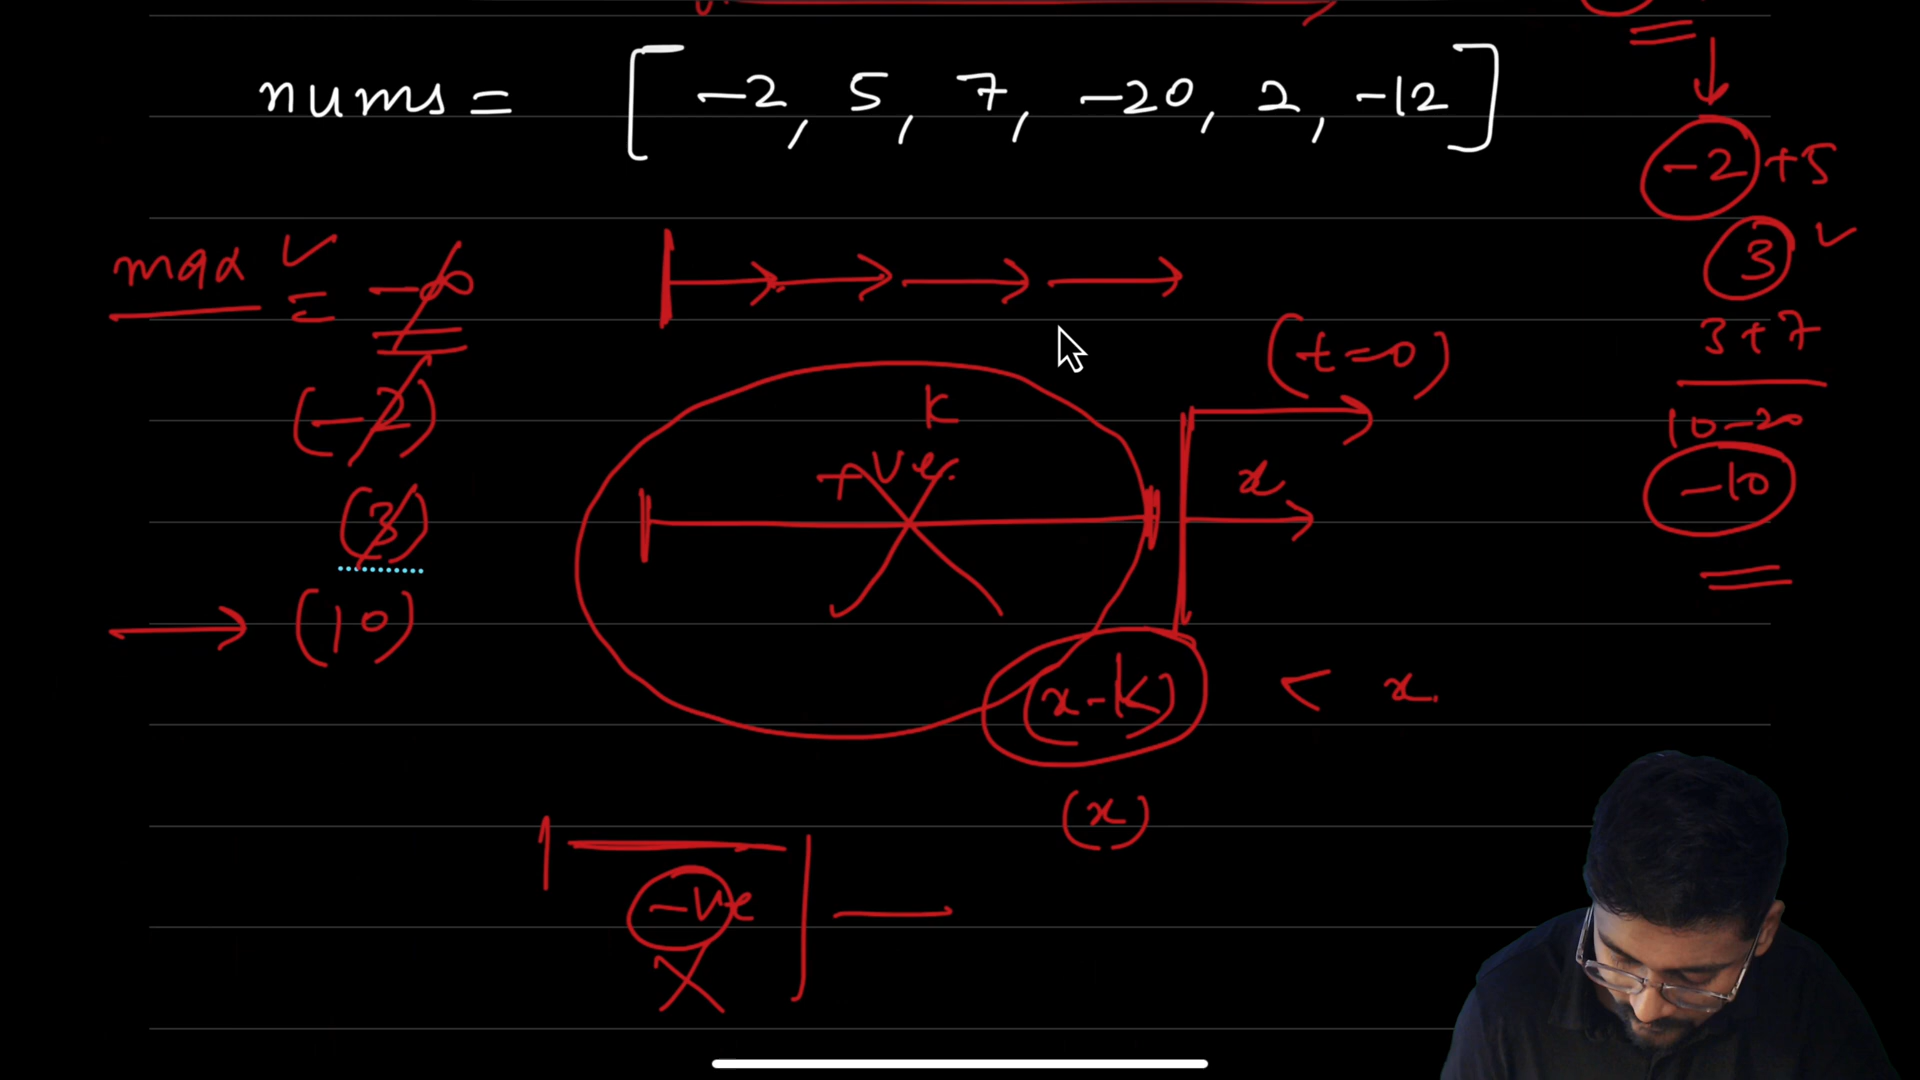 nums = [ -2, 5, 7, -20, 2, -12 ]
-2 + 5
max = -∞
3
(t=0)
3 + 7
(-2)
K
10-20
+ve
x
-10
(3)
(10)
(x-K) < x
(x)
-ve